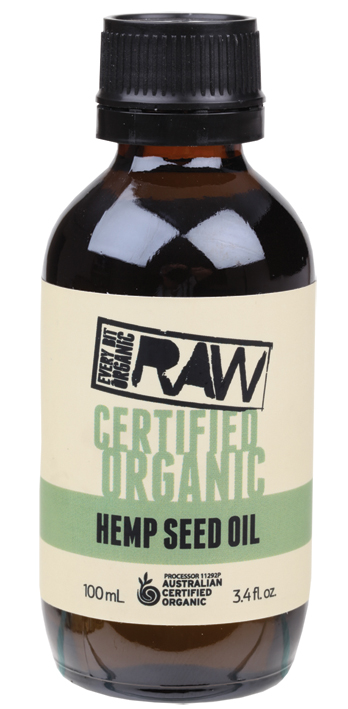 EVERY BIT
ORGANIC
RAW
CERTIFIED
ORGANIC
HEMP SEED OIL
100 mL
PROCESSOR 11292P
AUSTRALIAN
CERTIFIED
ORGANIC
3.4 fl. oz.